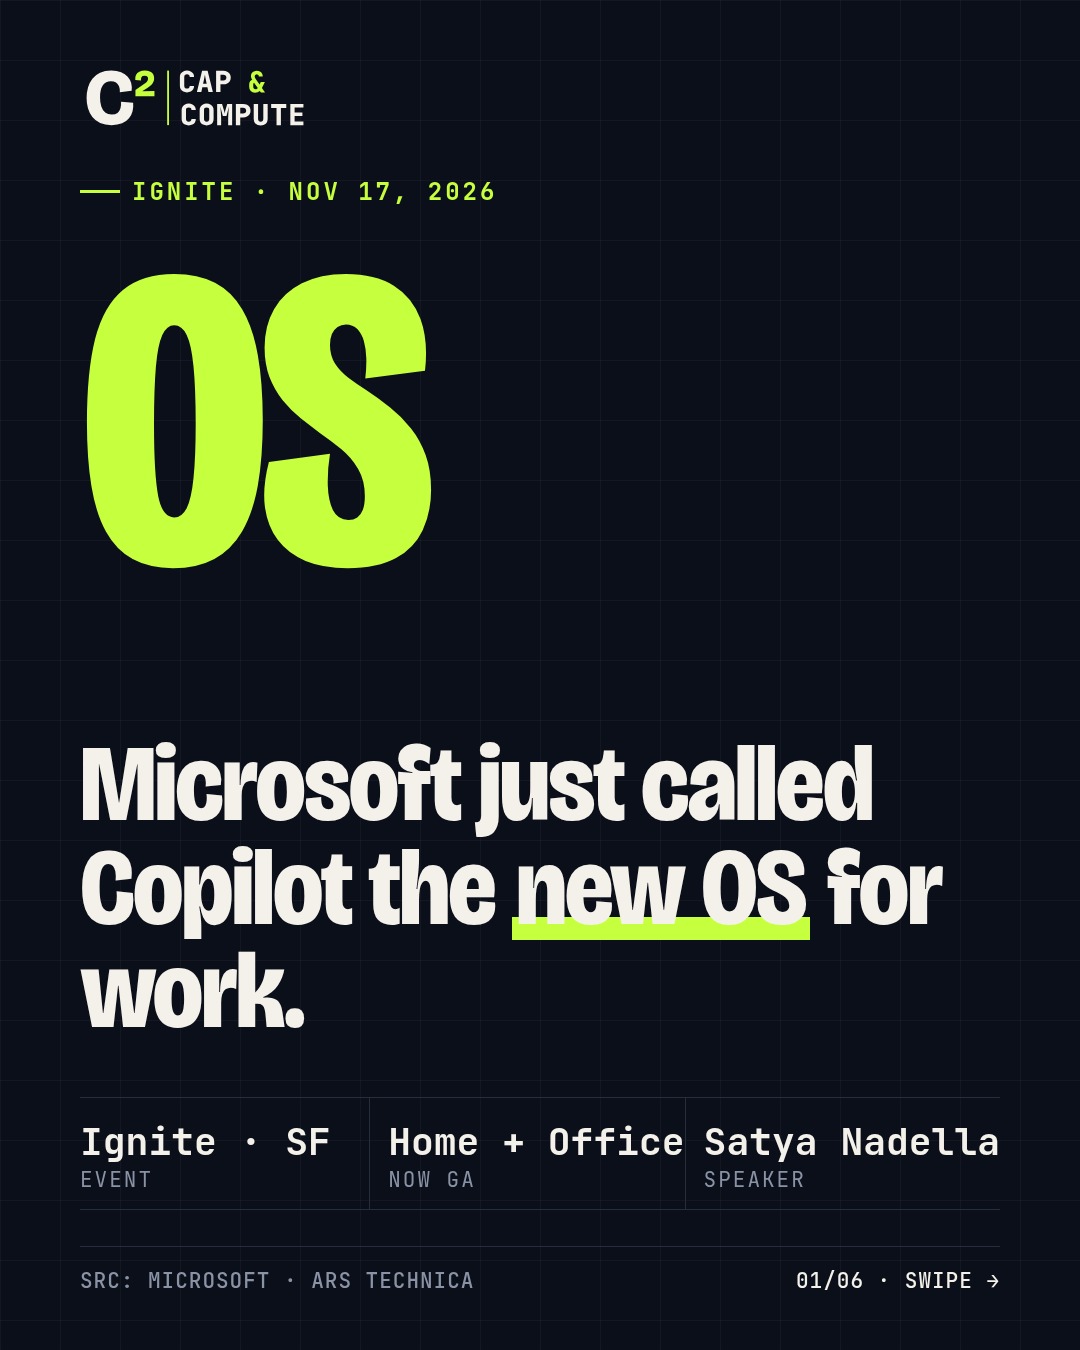 C² CAP &
COMPUTE
IGNITE · NOV 17, 2026
OS
Microsoft just called
Copilot the new OS for
work.
Ignite · SF Home + Office Satya Nadella
EVENT NOW GA SPEAKER
SRC: MICROSOFT · ARS TECHNICA 01/06 · SWIPE →